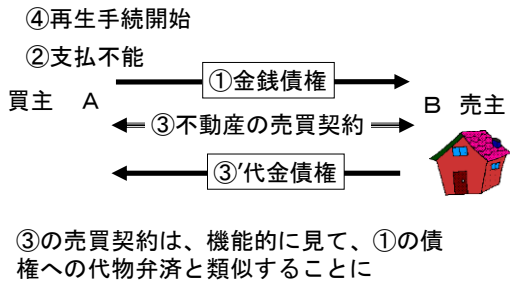 ④再生手続開始
②支払不能
①金銭債権
買主　A
③不動産の売買契約
B　売主
③’代金債権
③の売買契約は、機能的に見て、①の債
権への代物弁済と類似することに